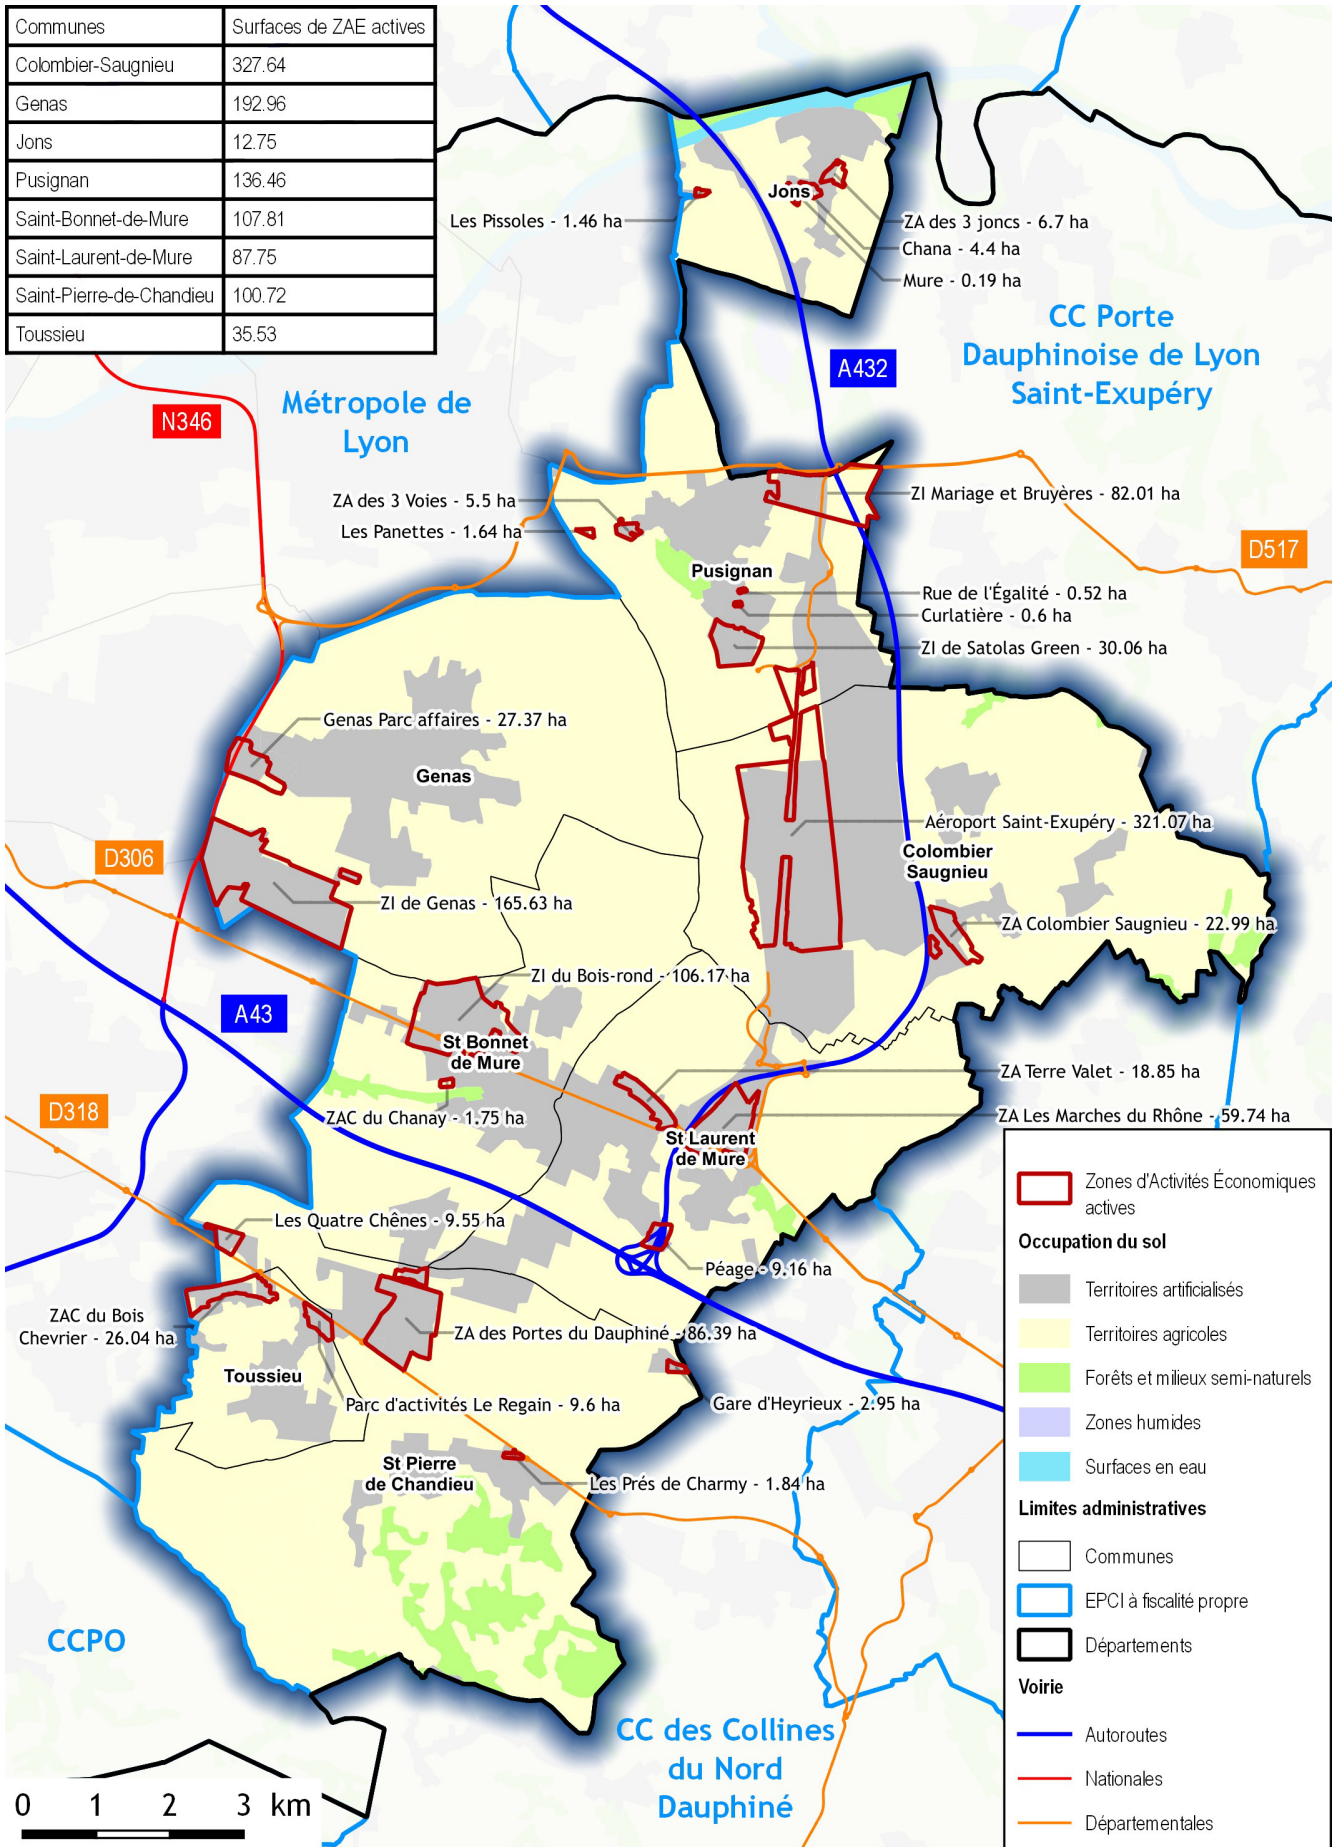 Communes Surfaces de ZAE actives
Colombier-Saugnieu 327.64
Genas 192.96
Jons 12.75
Pusignan 136.46
Saint-Bonnet-de-Mure 107.81
Saint-Laurent-de-Mure 87.75
Saint-Pierre-de-Chandieu 100.72
Toussieu 35.53
Jons
Les Pissoles - 1.46 ha
ZA des 3 joncs - 6.7 ha
Chana - 4.4 ha
Mure - 0.19 ha
CC Porte
Dauphinoise de Lyon
Saint-Exupéry
A432
Métropole de
Lyon
N346
ZA des 3 Voies - 5.5 ha
Les Panettes - 1.64 ha
ZI Mariage et Bruyères - 82.01 ha
D517
Pusignan
Rue de l'Égalité - 0.52 ha
Curlatière - 0.6 ha
ZI de Satolas Green - 30.06 ha
Genas Parc affaires - 27.37 ha
Genas
Aéroport Saint-Exupéry - 321.07 ha
Colombier
Saugnieu
D306
ZI de Genas - 165.63 ha
ZA Colombier Saugnieu - 22.99 ha
ZI du Bois-rond - 106.17 ha
A43
St Bonnet
de Mure
ZA Terre Valet - 18.85 ha
D318
ZAC du Chanay - 1.75 ha
ZA Les Marches du Rhône - 59.74 ha
St Laurent
de Mure
Les Quatre Chênes - 9.55 ha
Péage - 9.16 ha
ZAC du Bois
Chevrier - 26.04 ha
ZA des Portes du Dauphiné - 86.39 ha
Toussieu
Parc d'activités Le Regain - 9.6 ha
Gare d'Heyrieux - 2.95 ha
St Pierre
de Chandieu
Les Prés de Charmy - 1.84 ha
CCPO
CC des Collines
du Nord
Dauphiné
0 1 2 3 km
Zones d'Activités Économiques
actives
Occupation du sol
Territoires artificialisés
Territoires agricoles
Forêts et milieux semi-naturels
Zones humides
Surfaces en eau
Limites administratives
Communes
EPCI à fiscalité propre
Départements
Voirie
Autoroutes
Nationales
Départementales